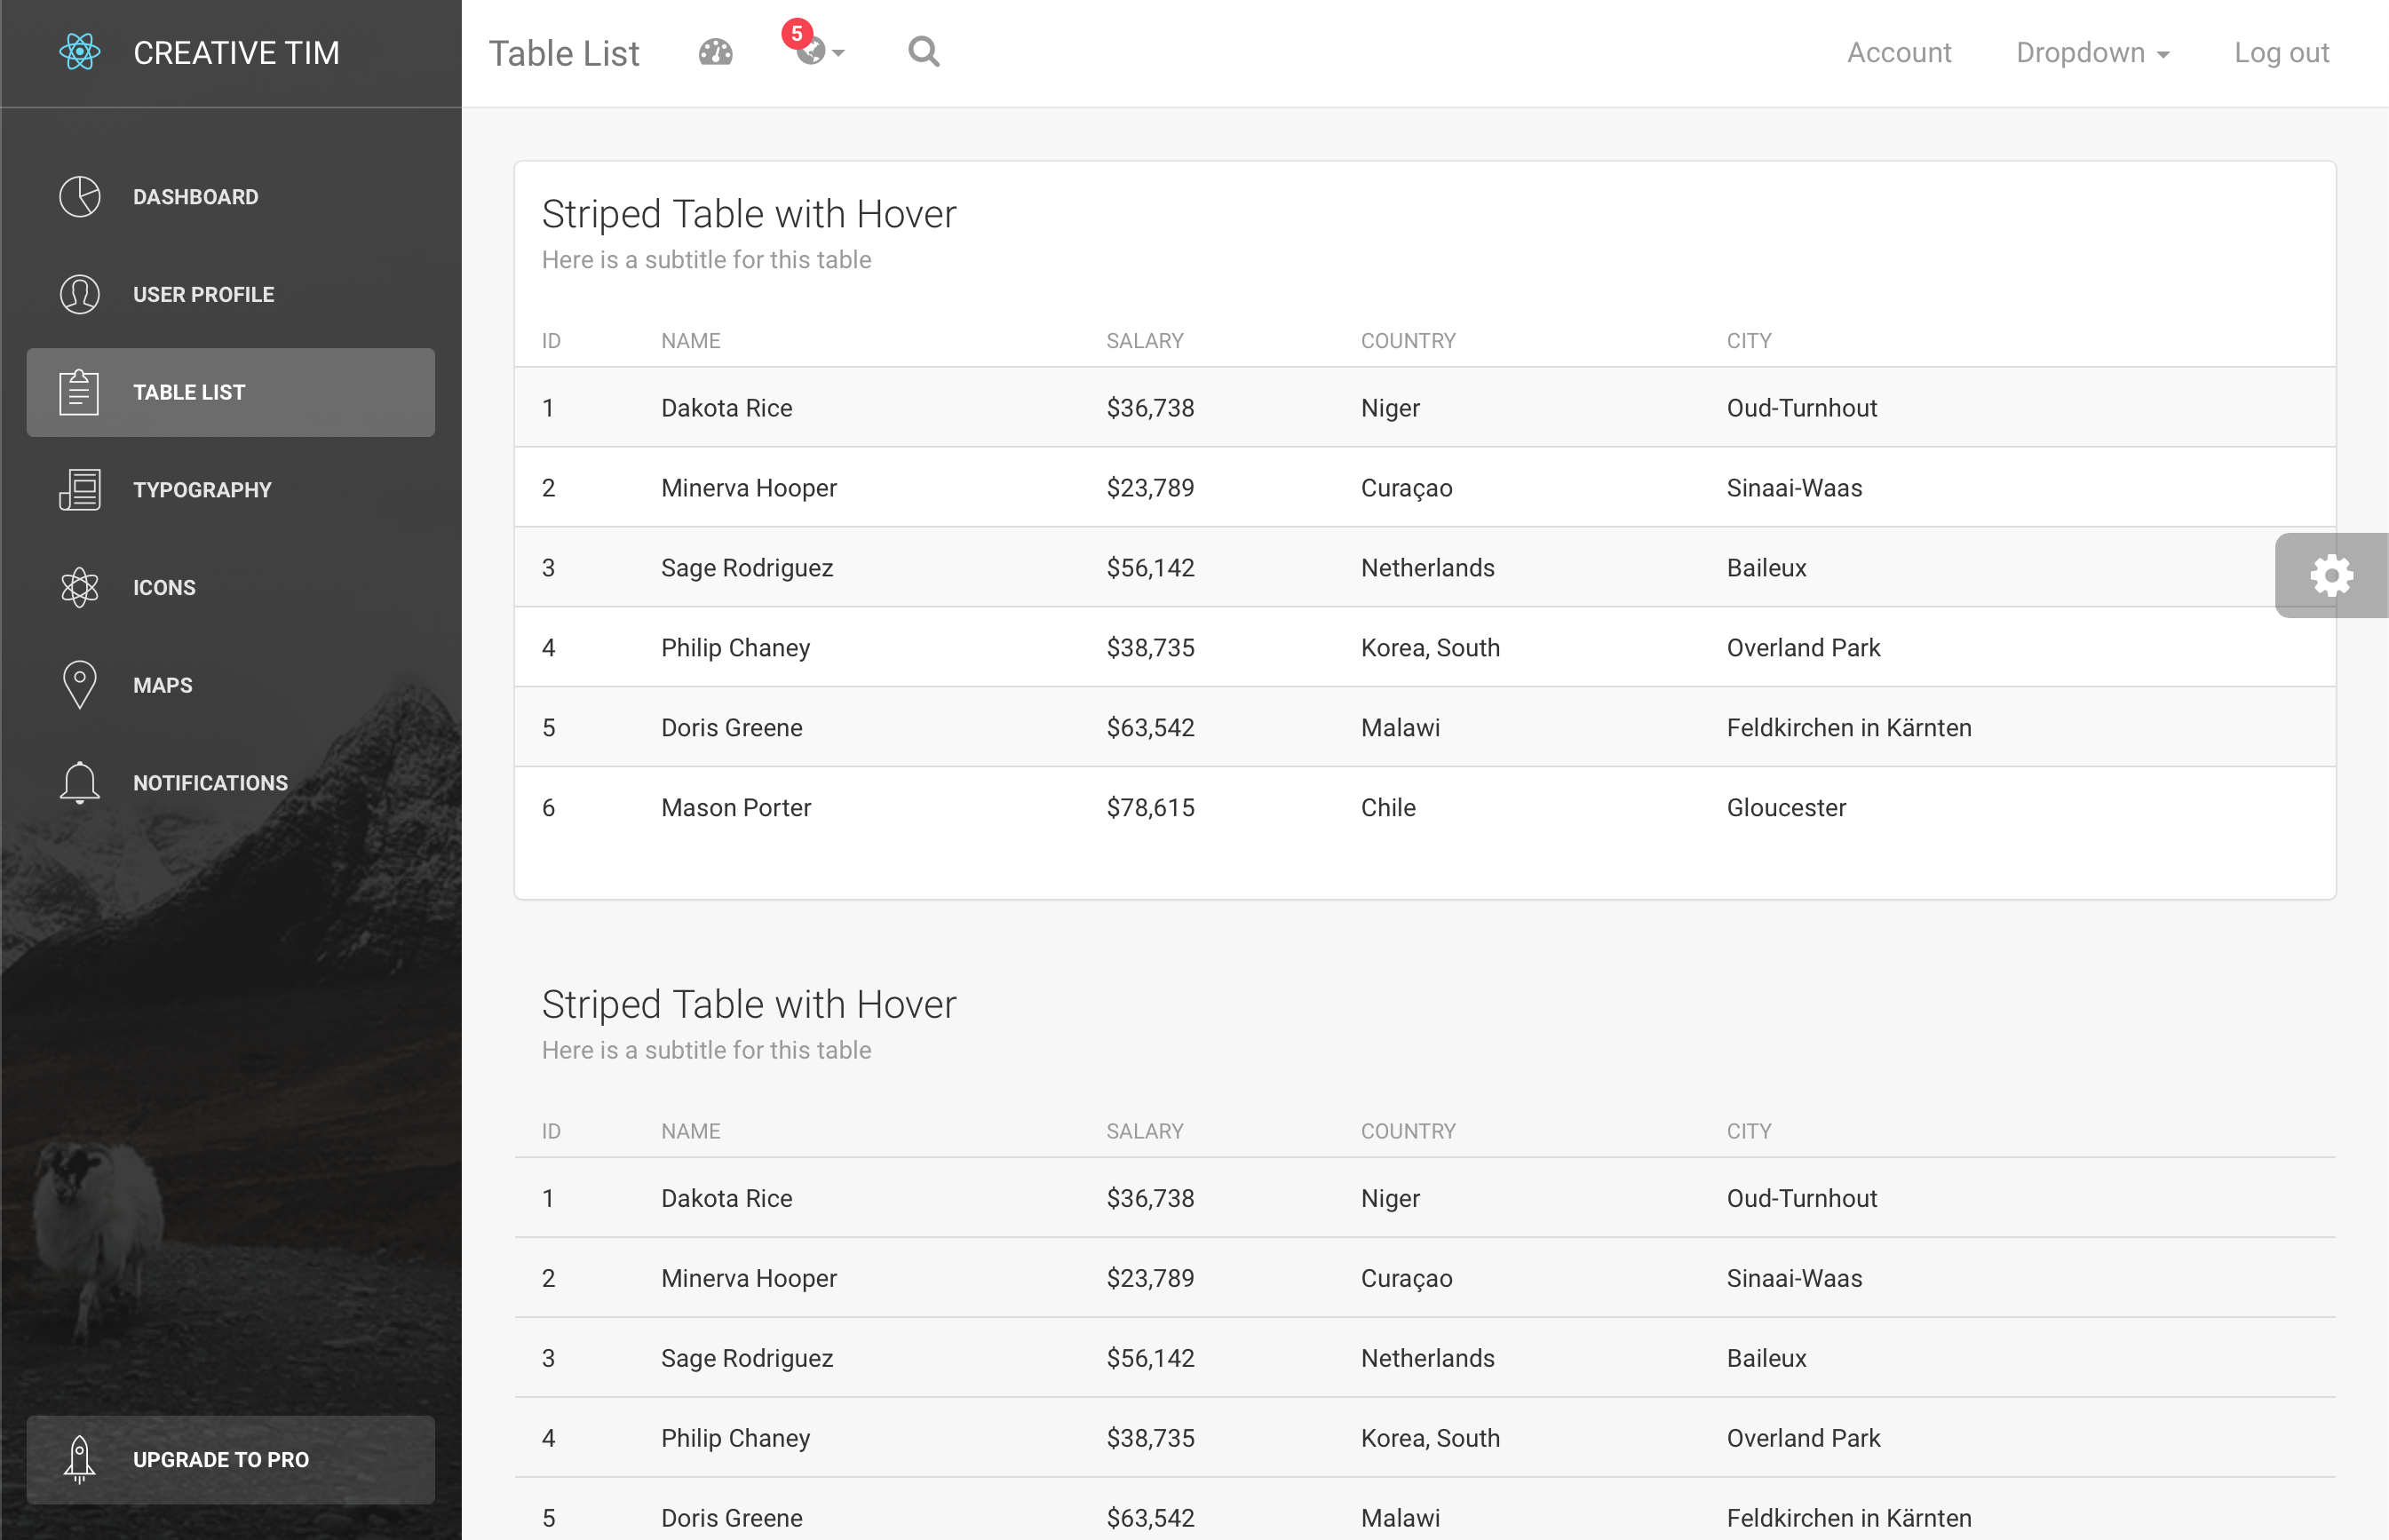 CREATIVE TIM
DASHBOARD
USER PROFILE
TABLE LIST
TYPOGRAPHY
ICONS
MAPS
NOTIFICATIONS
UPGRADE TO PRO
Table List 5 Account Dropdown Log out
Striped Table with Hover
Here is a subtitle for this table
ID NAME SALARY COUNTRY CITY
1 Dakota Rice $36,738 Niger Oud-Turnhout
2 Minerva Hooper $23,789 Curaçao Sinaai-Waas
3 Sage Rodriguez $56,142 Netherlands Baileux
4 Philip Chaney $38,735 Korea, South Overland Park
5 Doris Greene $63,542 Malawi Feldkirchen in Kärnten
6 Mason Porter $78,615 Chile Gloucester
Striped Table with Hover
Here is a subtitle for this table
ID NAME SALARY COUNTRY CITY
1 Dakota Rice $36,738 Niger Oud-Turnhout
2 Minerva Hooper $23,789 Curaçao Sinaai-Waas
3 Sage Rodriguez $56,142 Netherlands Baileux
4 Philip Chaney $38,735 Korea, South Overland Park
5 Doris Greene $63,542 Malawi Feldkirchen in Kärnten